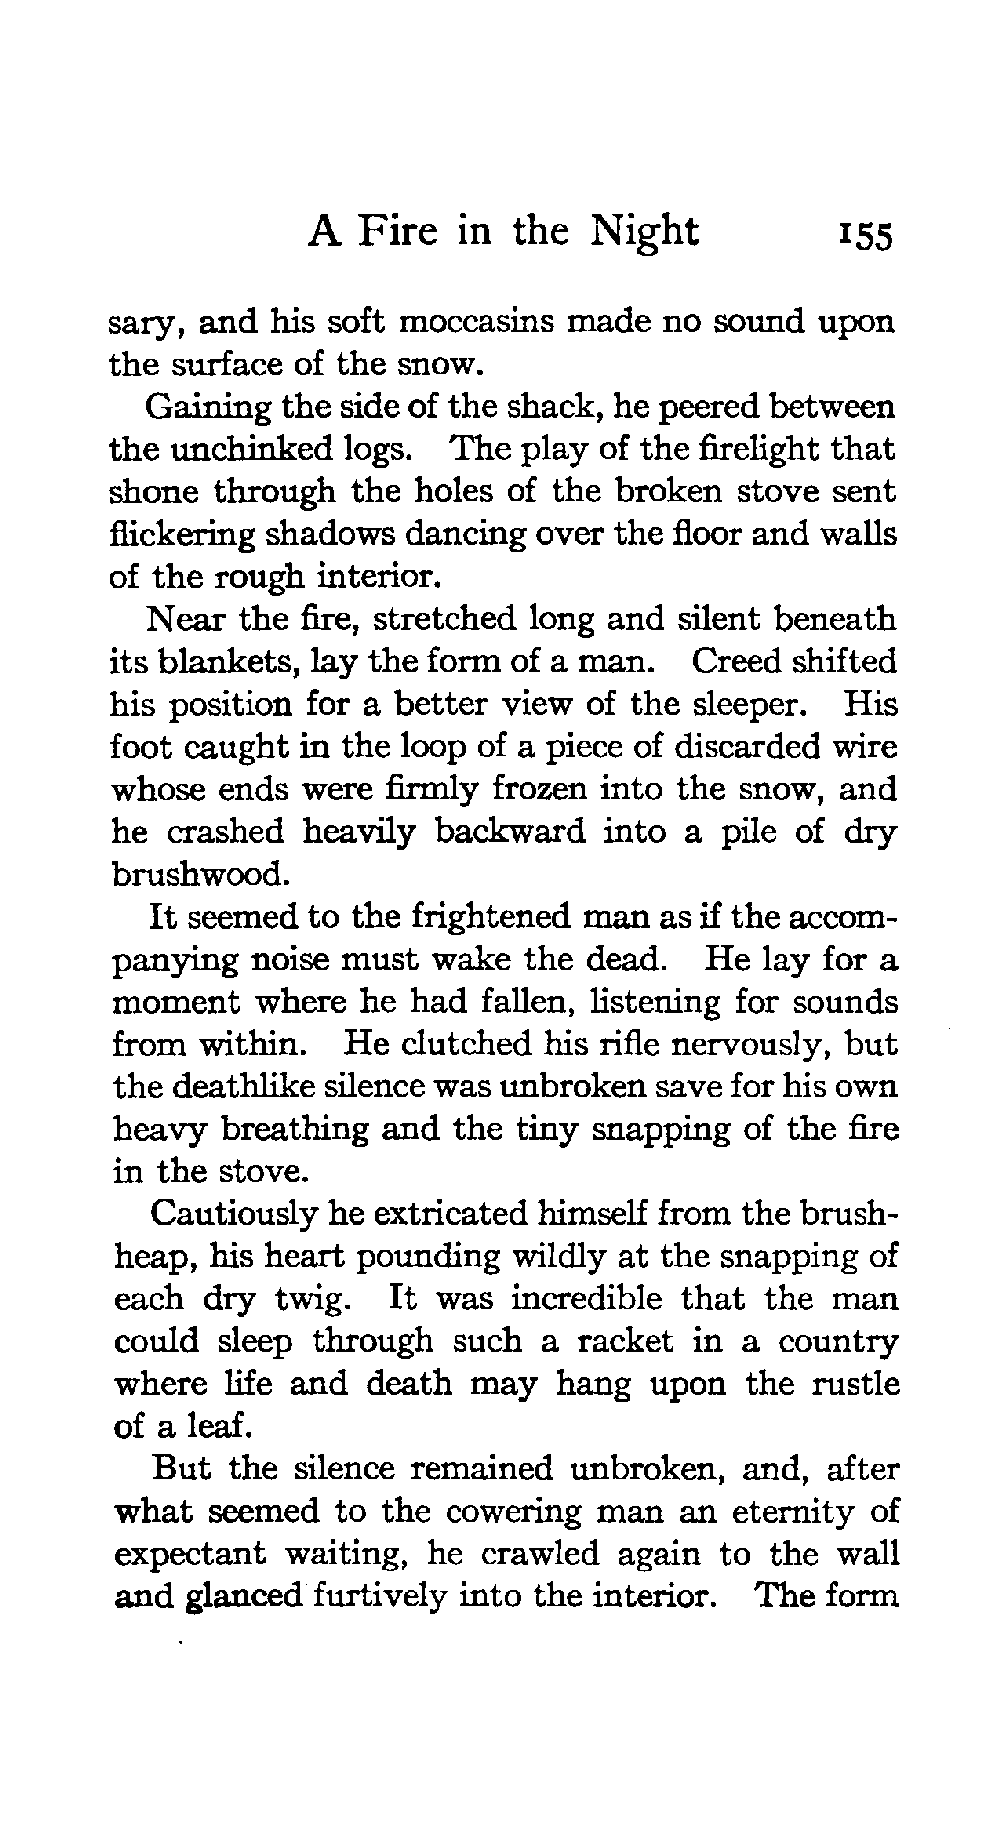 A Fire in the Night 155
sary, and his soft moccasins made no sound upon
the surface of the snow.
Gaining the side of the shack, he peered between
the unchinked logs. The play of the firelight that
shone through the holes of the broken stove sent
flickering shadows dancing over the floor and walls
of the rough interior.
Near the fire, stretched long and silent beneath
its blankets, lay the form of a man. Creed shifted
his position for a better view of the sleeper. His
foot caught in the loop of a piece of discarded wire
whose ends were firmly frozen into the snow, and
he crashed heavily backward into a pile of dry
brushwood.
It seemed to the frightened man as if the accom-
panying noise must wake the dead. He lay for a
moment where he had fallen, listening for sounds
from within. He clutched his rifle nervously, but
the deathlike silence was unbroken save for his own
heavy breathing and the tiny snapping of the fire
in the stove.
Cautiously he extricated himself from the brush-
heap, his heart pounding wildly at the snapping of
each dry twig. It was incredible that the man
could sleep through such a racket in a country
where life and death may hang upon the rustle
of a leaf.
But the silence remained unbroken, and, after
what seemed to the cowering man an eternity of
expectant waiting, he crawled again to the wall
and glanced furtively into the interior. The form